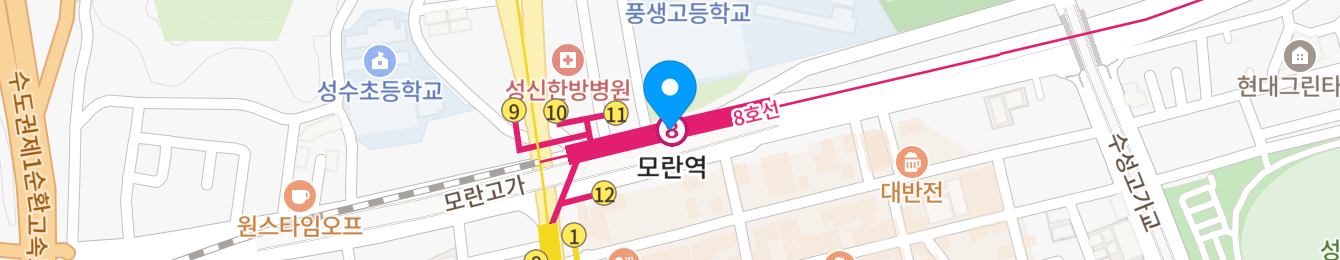 풍생고등학교
수도권제1순환고속
성수초등학교
성신한방병원
현대그린타
9
10
11
8호선
8
모란역
12
모란고가
대반전
수성고가교
원스타임오프
1
성